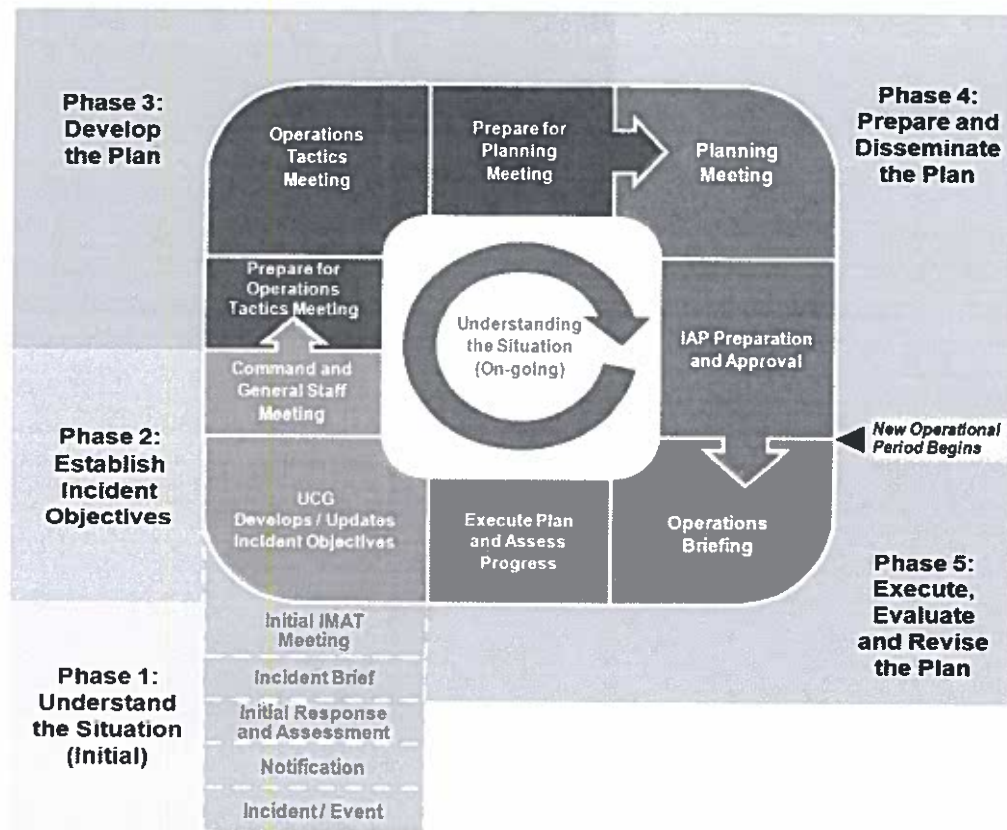 Phase 3:
Develop
the Plan
Operations
Tactics
Meeting
Prepare for
Planning
Meeting
Planning
Meeting
Phase 4:
Prepare and
Disseminate
the Plan
Prepare for
Operations
Tactics Meeting
Understanding
the Situation
(On-going)
IAP Preparation
and Approval
Command and
General Staff
Meeting
Phase 2:
Establish
Incident
Objectives
New Operational
Period Begins
UCG
Develops / Updates
Incident Objectives
Execute Plan
and Assess
Progress
Operations
Briefing
Phase 5:
Execute,
Evaluate
and Revise
the Plan
Phase 1:
Understand
the Situation
(Initial)
Initial IMAT
Meeting
Incident Brief
Initial Response
and Assessment
Notification
Incident / Event